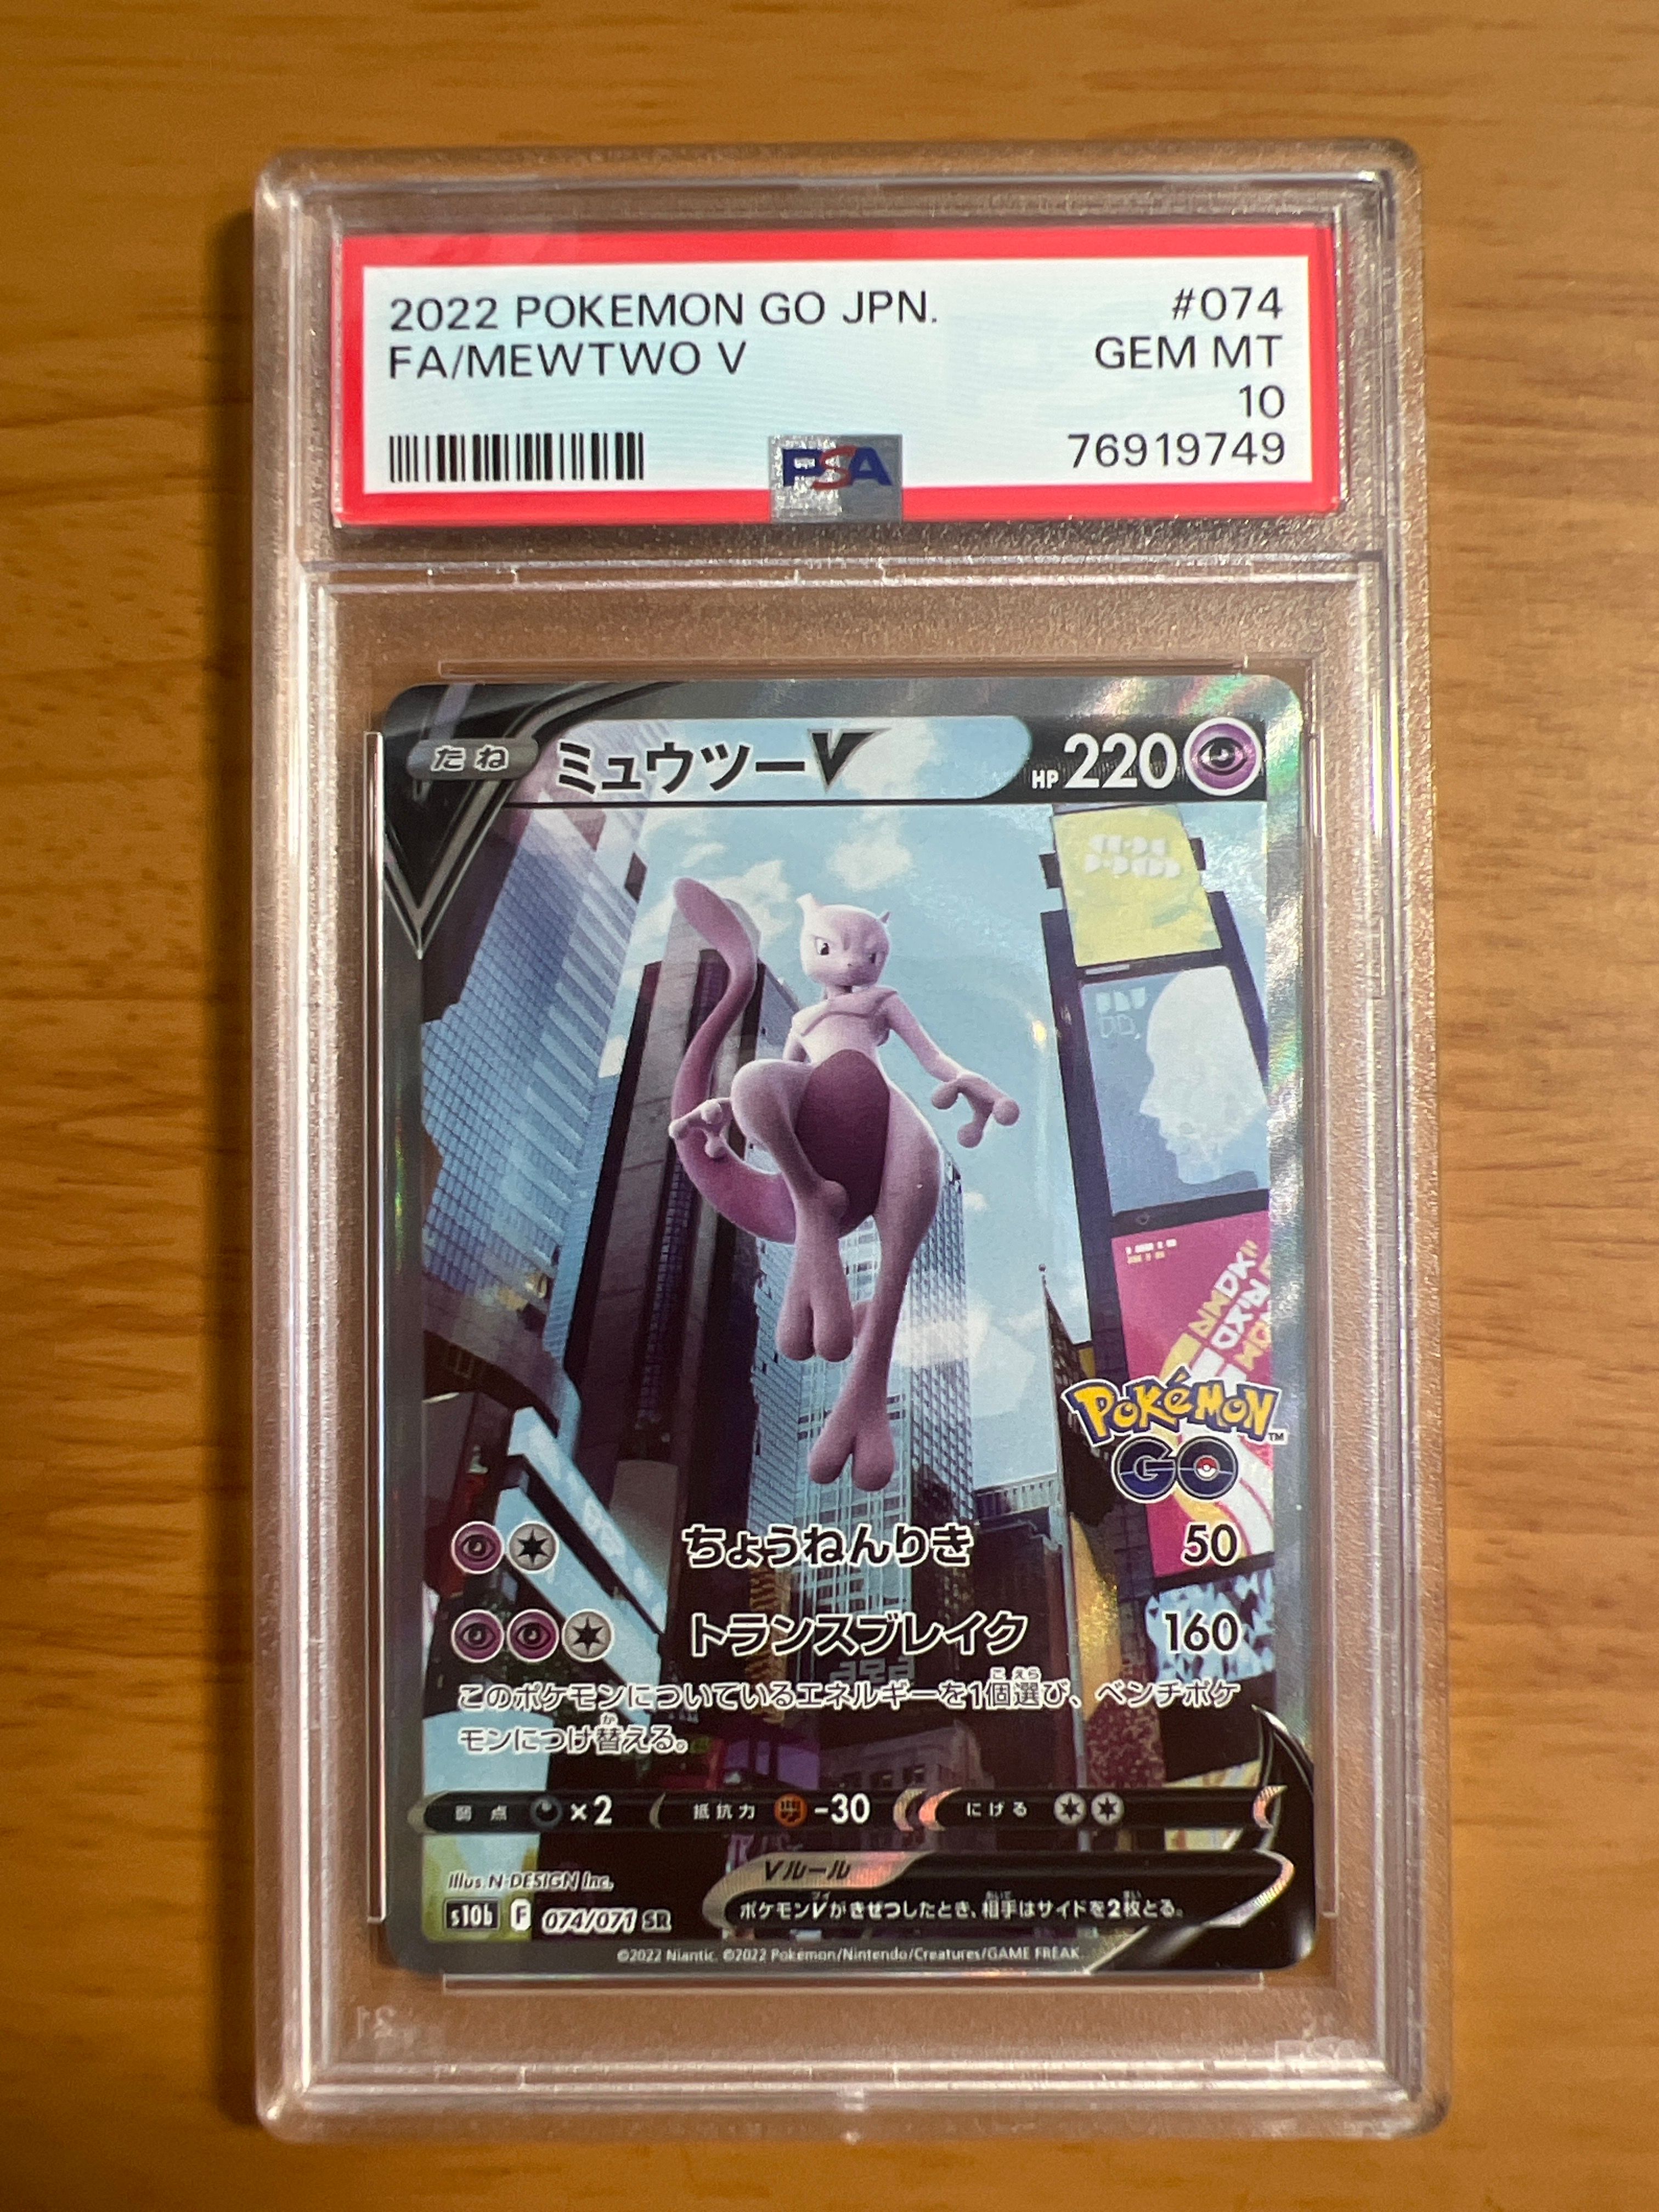 2022 POKEMON GO JPN. #074
FA/MEWTWO V GEM MT
10
PSA 76919749
たね ミュウツーV HP 220
Pokémon™
GO
ちょうねんりき 50
トランスブレイク 160
このポケモンについているエネルギーを1個選び、ベンチポケ
モンにつけ替える。
弱点 ×2 抵抗力 -30 にげる
Vルール
ポケモンVがきぜつしたとき、相手はサイドを2枚とる。
Illus. N-DESIGN Inc.
s10b F 074/071 SR
©2022 Niantic. ©2022 Pokémon/Nintendo/Creatures/GAME FREAK.